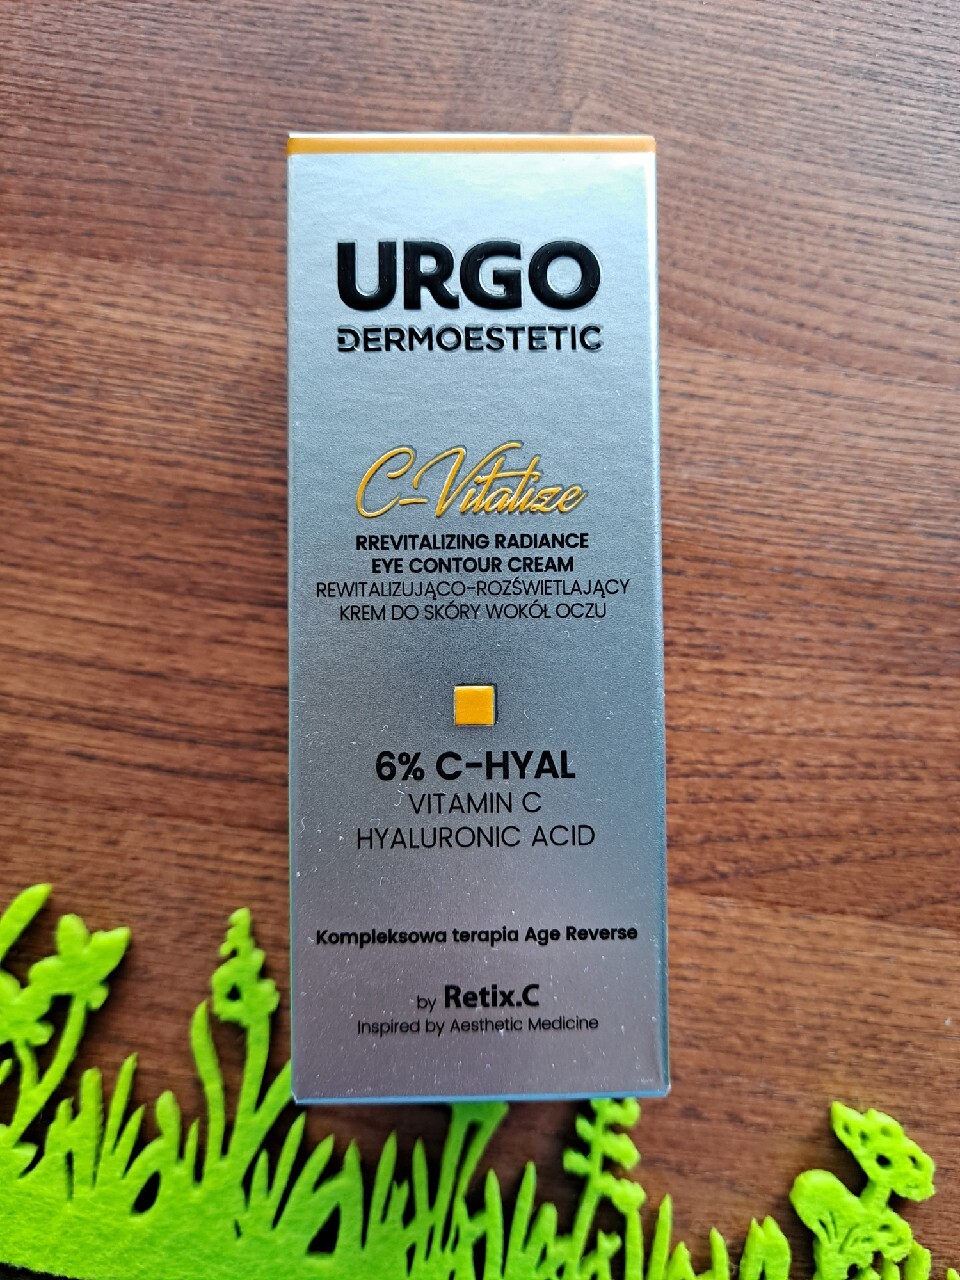 URGO
DERMOESTETIC
C-Vitalize
RREVITALIZING RADIANCE
EYE CONTOUR CREAM
REWITALIZUJĄCO-ROZŚWIETLAJĄCY
KREM DO SKÓRY WOKÓŁ OCZU
6% C-HYAL
VITAMIN C
HYALURONIC ACID
Kompleksowa terapia Age Reverse
by Retix.C
Inspired by Aesthetic Medicine